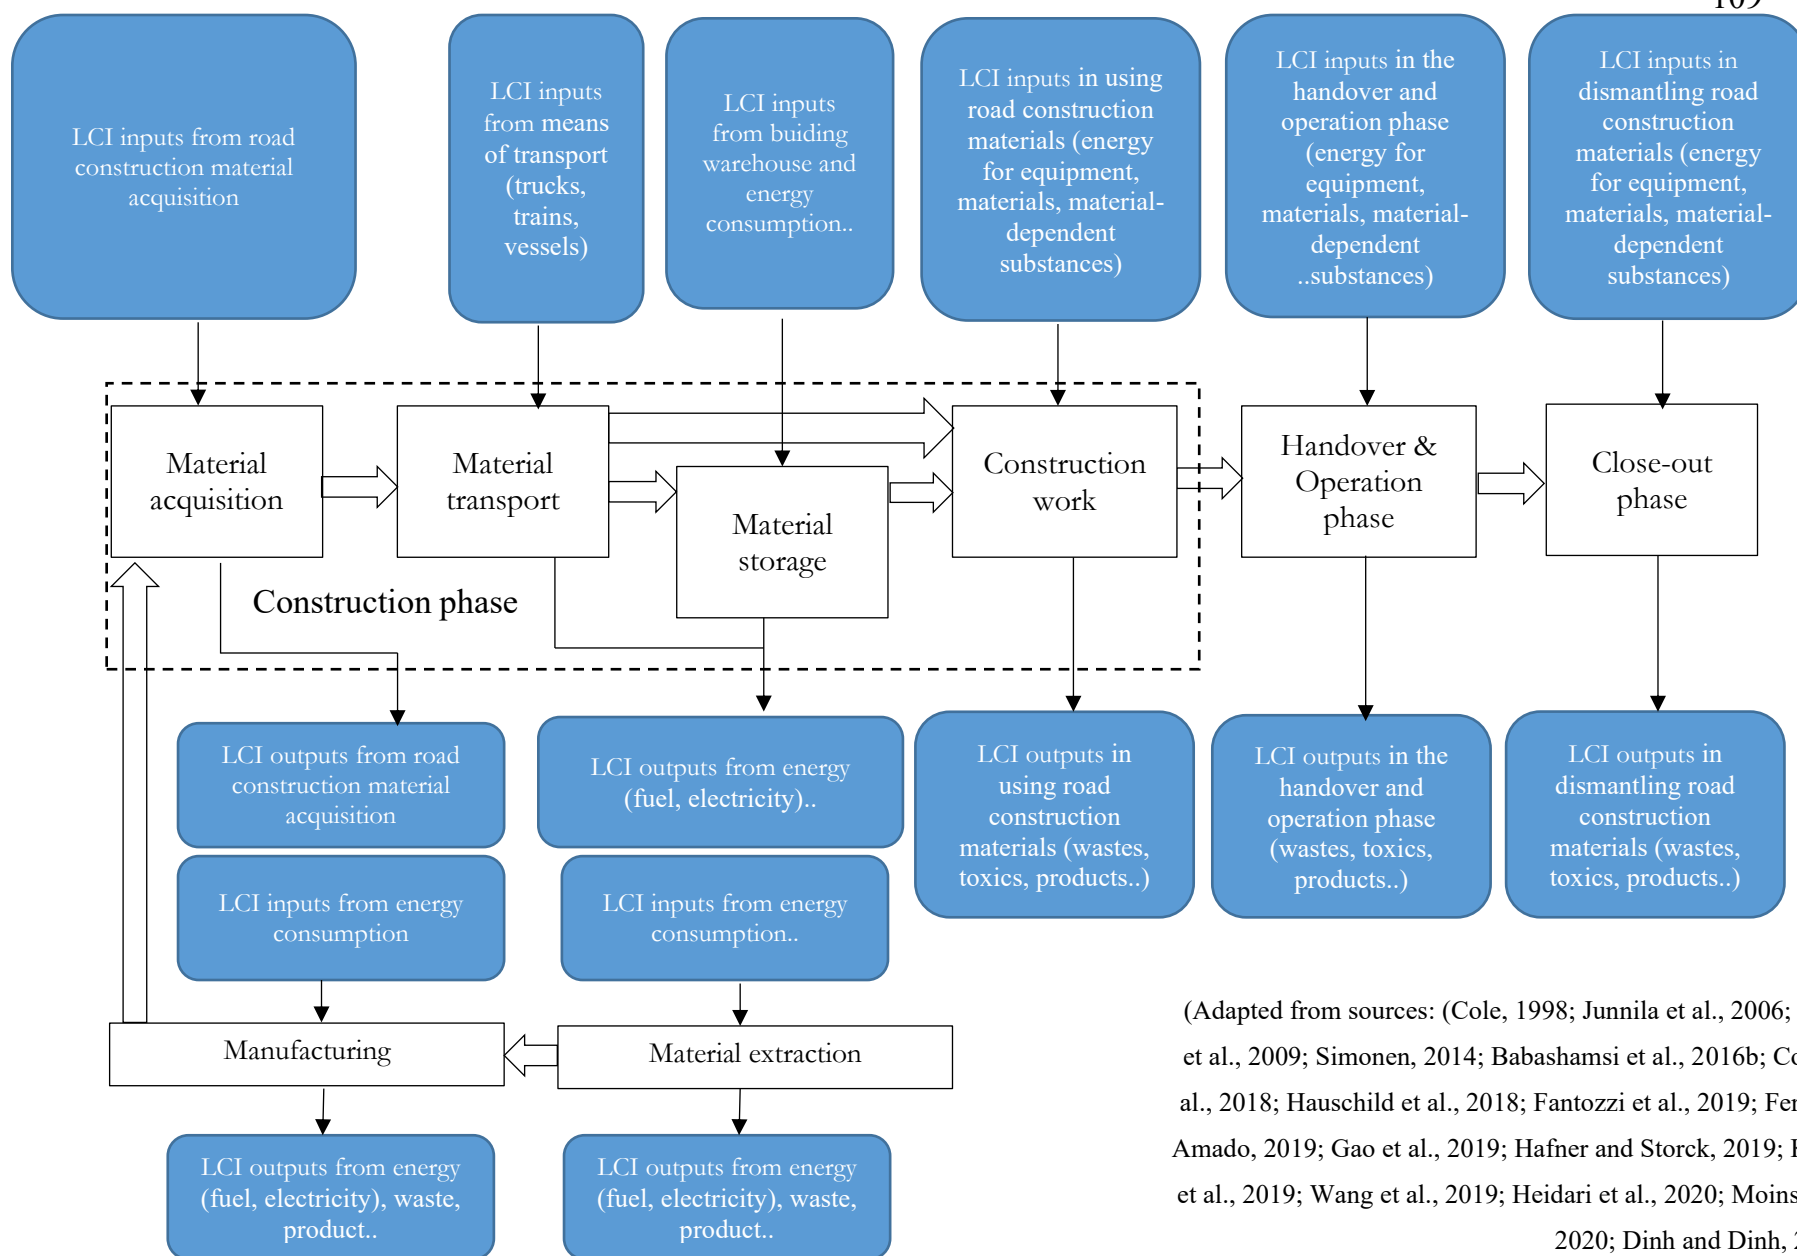 109
LCI inputs from road
construction material
acquisition
LCI inputs
from means
of transport
(trucks,
trains,
vessels)
LCI inputs
from buiding
warehouse and
energy
consumption..
LCI inputs in using
road construction
materials (energy
for equipment,
materials, material-
dependent
substances)
LCI inputs in the
handover and
operation phase
(energy for
equipment,
materials, material-
dependent
..substances)
LCI inputs in
dismantling road
construction
materials (energy
for equipment,
materials, material-
dependent
substances)
Material
acquisition
Material
transport
Material
storage
Construction
work
Handover &
Operation
phase
Close-out
phase
Construction phase
LCI outputs from road
construction material
acquisition
LCI outputs from energy
(fuel, electricity)..
LCI outputs in
using road
construction
materials (wastes,
toxics, products..)
LCI outputs in the
handover and
operation phase
(wastes, toxics,
products..)
LCI outputs in
dismantling road
construction
materials (wastes,
toxics, products..)
LCI inputs from energy
consumption
LCI inputs from energy
consumption..
Manufacturing
Material extraction
LCI outputs from energy
(fuel, electricity), waste,
product..
LCI outputs from energy
(fuel, electricity), waste,
product..
(Adapted from sources: (Cole, 1998; Junnila et al., 2006;
et al., 2009; Simonen, 2014; Babashamsi et al., 2016b;
al., 2018; Hauschild et al., 2018; Fantozzi et al., 2019;
Amado, 2019; Gao et al., 2019; Hafner and Storck, 2019;
et al., 2019; Wang et al., 2019; Heidari et al., 2020;
2020; Dinh and Dinh,